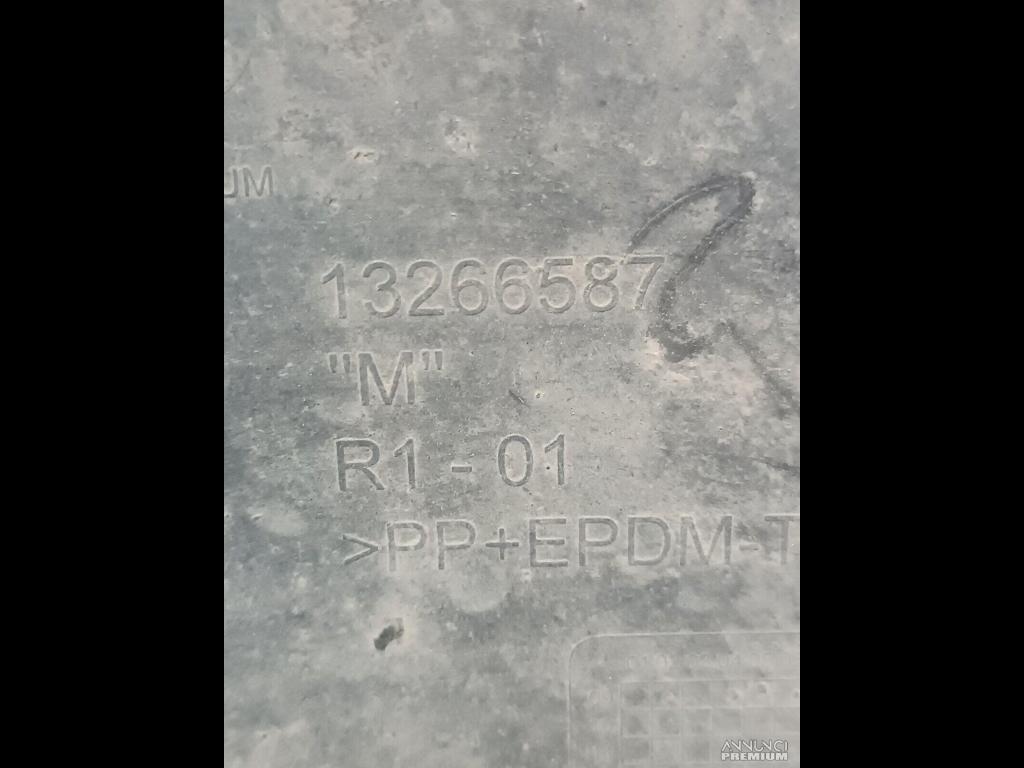 UM
13266587
"M"
R1-01
>PP+EPDM-T
ANNUNCI
PREMIUM